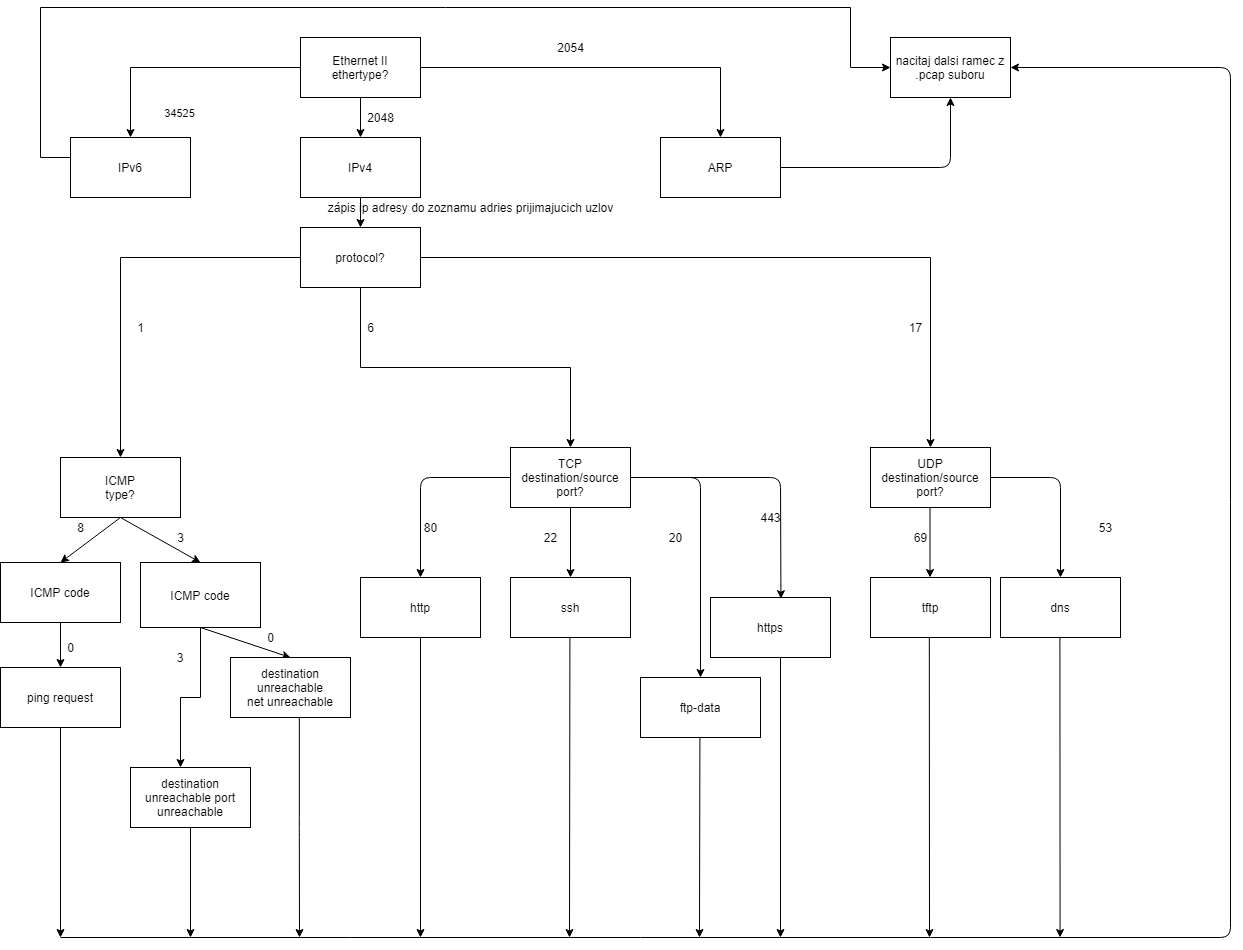 2054
Ethernet II
ethertype?
nacitaj dalsi ramec z
.pcap suboru
34525
2048
IPv6
IPv4
ARP
zápis ip adresy do zoznamu adries prijimajucich uzlov
protocol?
1
6
17
ICMP
type?
TCP
destination/source
port?
UDP
destination/source
port?
8
3
80
22
20
443
69
53
ICMP code
ICMP code
http
ssh
https
tftp
dns
0
3
0
ping request
destination
unreachable
net unreachable
ftp-data
destination
unreachable port
unreachable